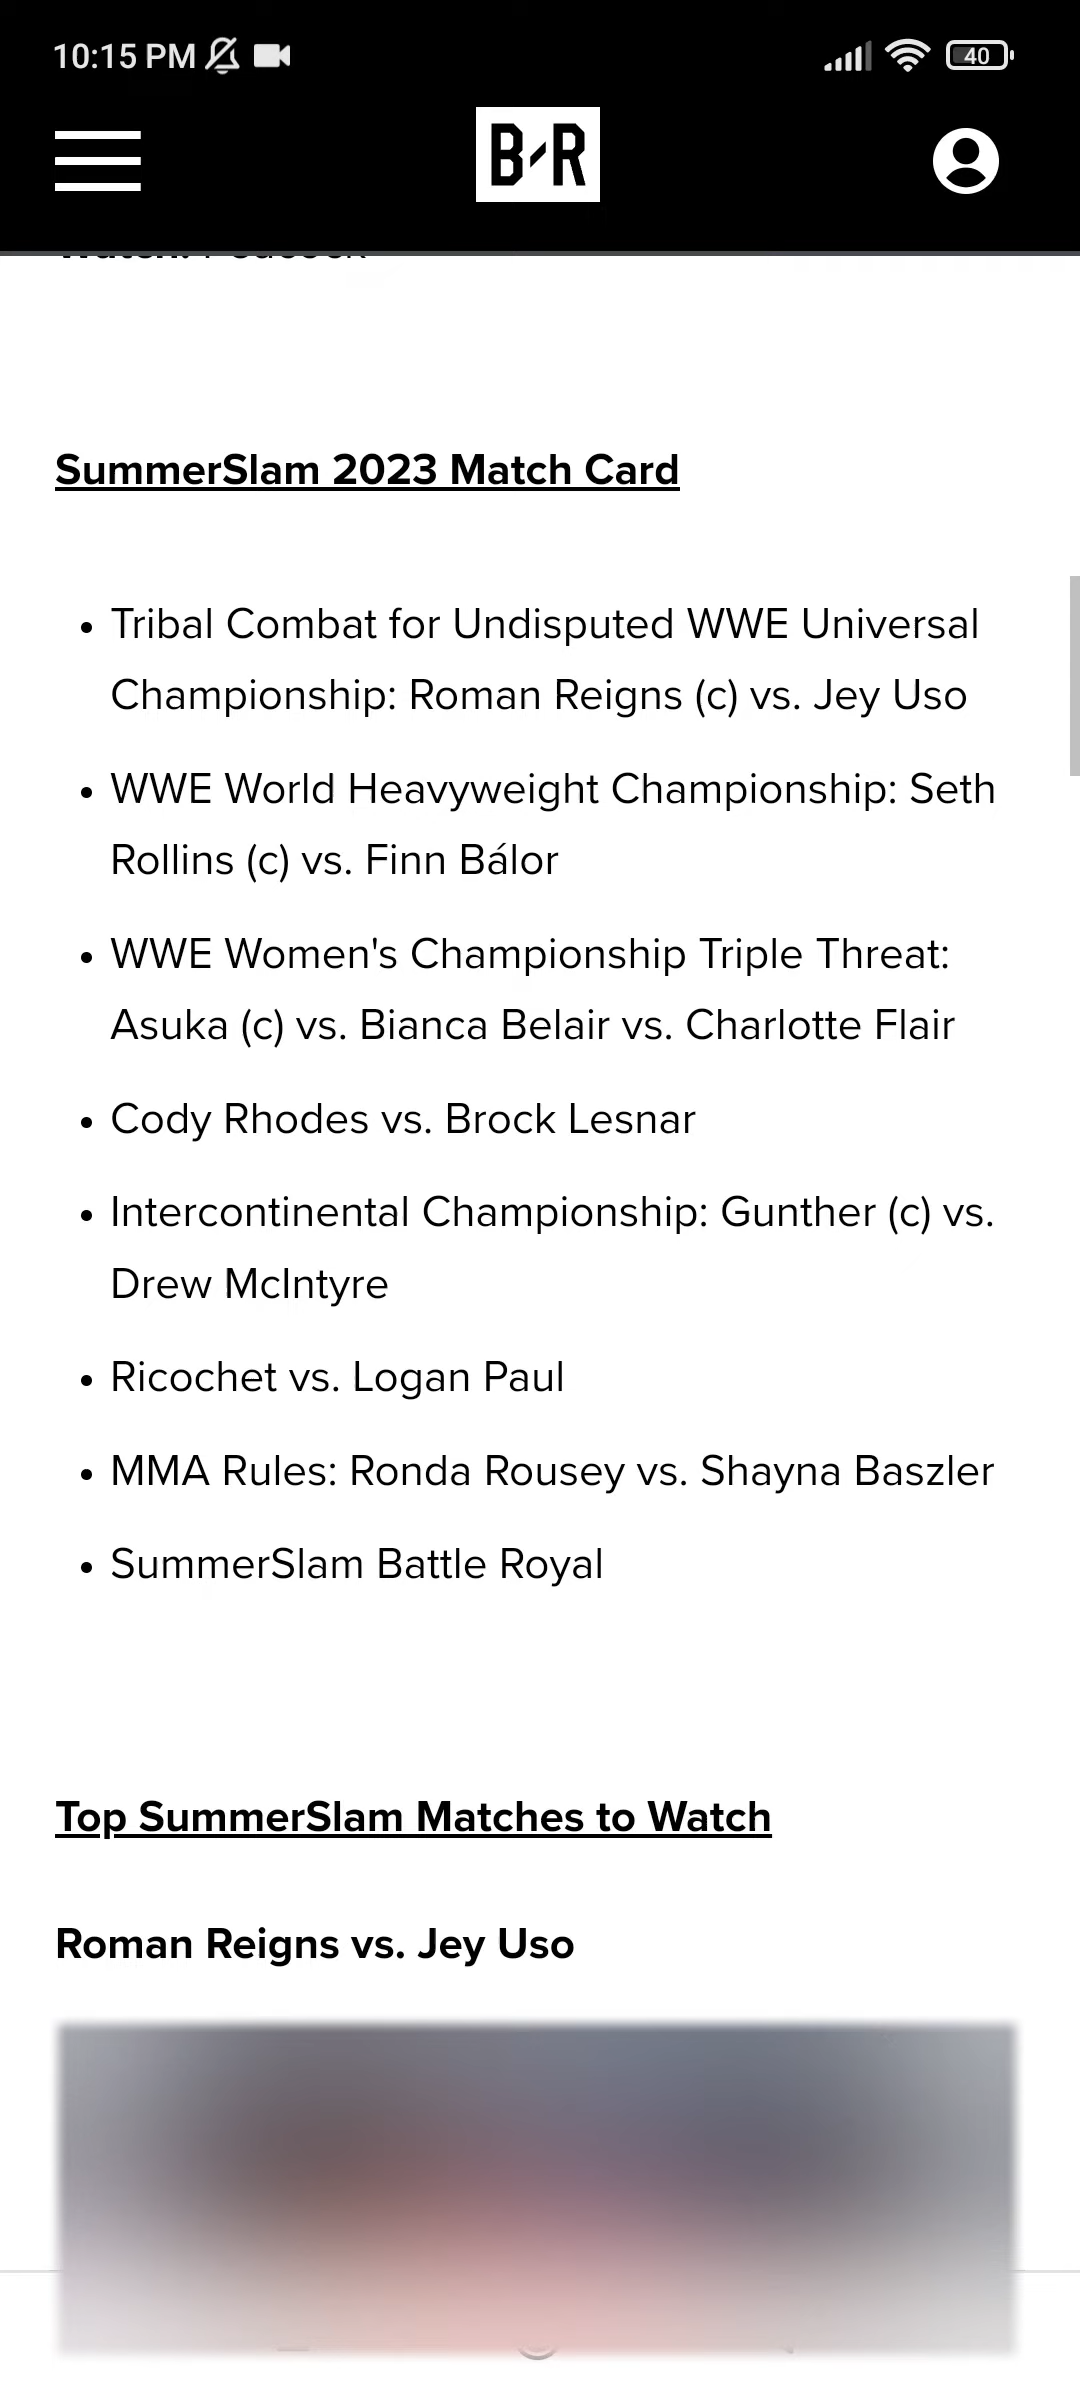 10:15 PM
40
B/R
SummerSlam 2023 Match Card
Tribal Combat for Undisputed WWE Universal
Championship: Roman Reigns (c) vs. Jey Uso
WWE World Heavyweight Championship: Seth
Rollins (c) vs. Finn Bálor
WWE Women's Championship Triple Threat:
Asuka (c) vs. Bianca Belair vs. Charlotte Flair
Cody Rhodes vs. Brock Lesnar
Intercontinental Championship: Gunther (c) vs.
Drew McIntyre
Ricochet vs. Logan Paul
MMA Rules: Ronda Rousey vs. Shayna Baszler
SummerSlam Battle Royal
Top SummerSlam Matches to Watch
Roman Reigns vs. Jey Uso